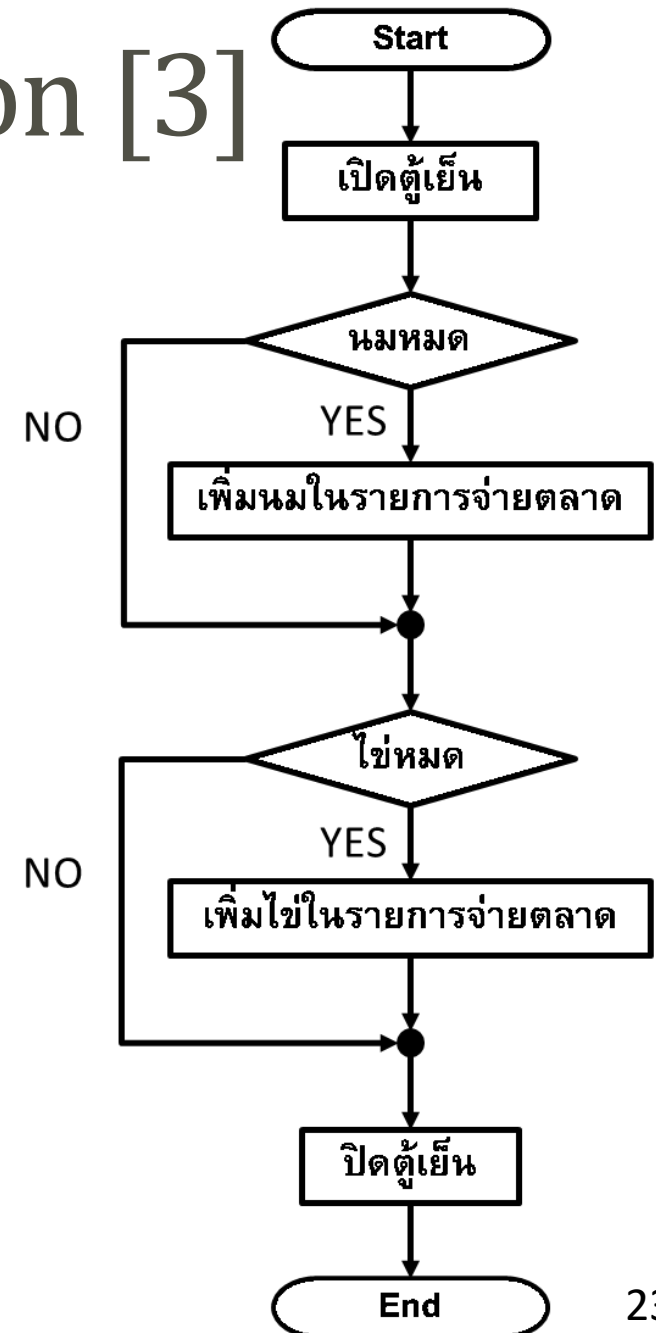 on [3]
Start
เปิดตู้เย็น
นมหมด
NO
YES
เพิ่มนมในรายการจ่ายตลาด
ไข่หมด
YES
NO
เพิ่มไข่ในรายการจ่ายตลาด
ปิดตู้เย็น
End
23